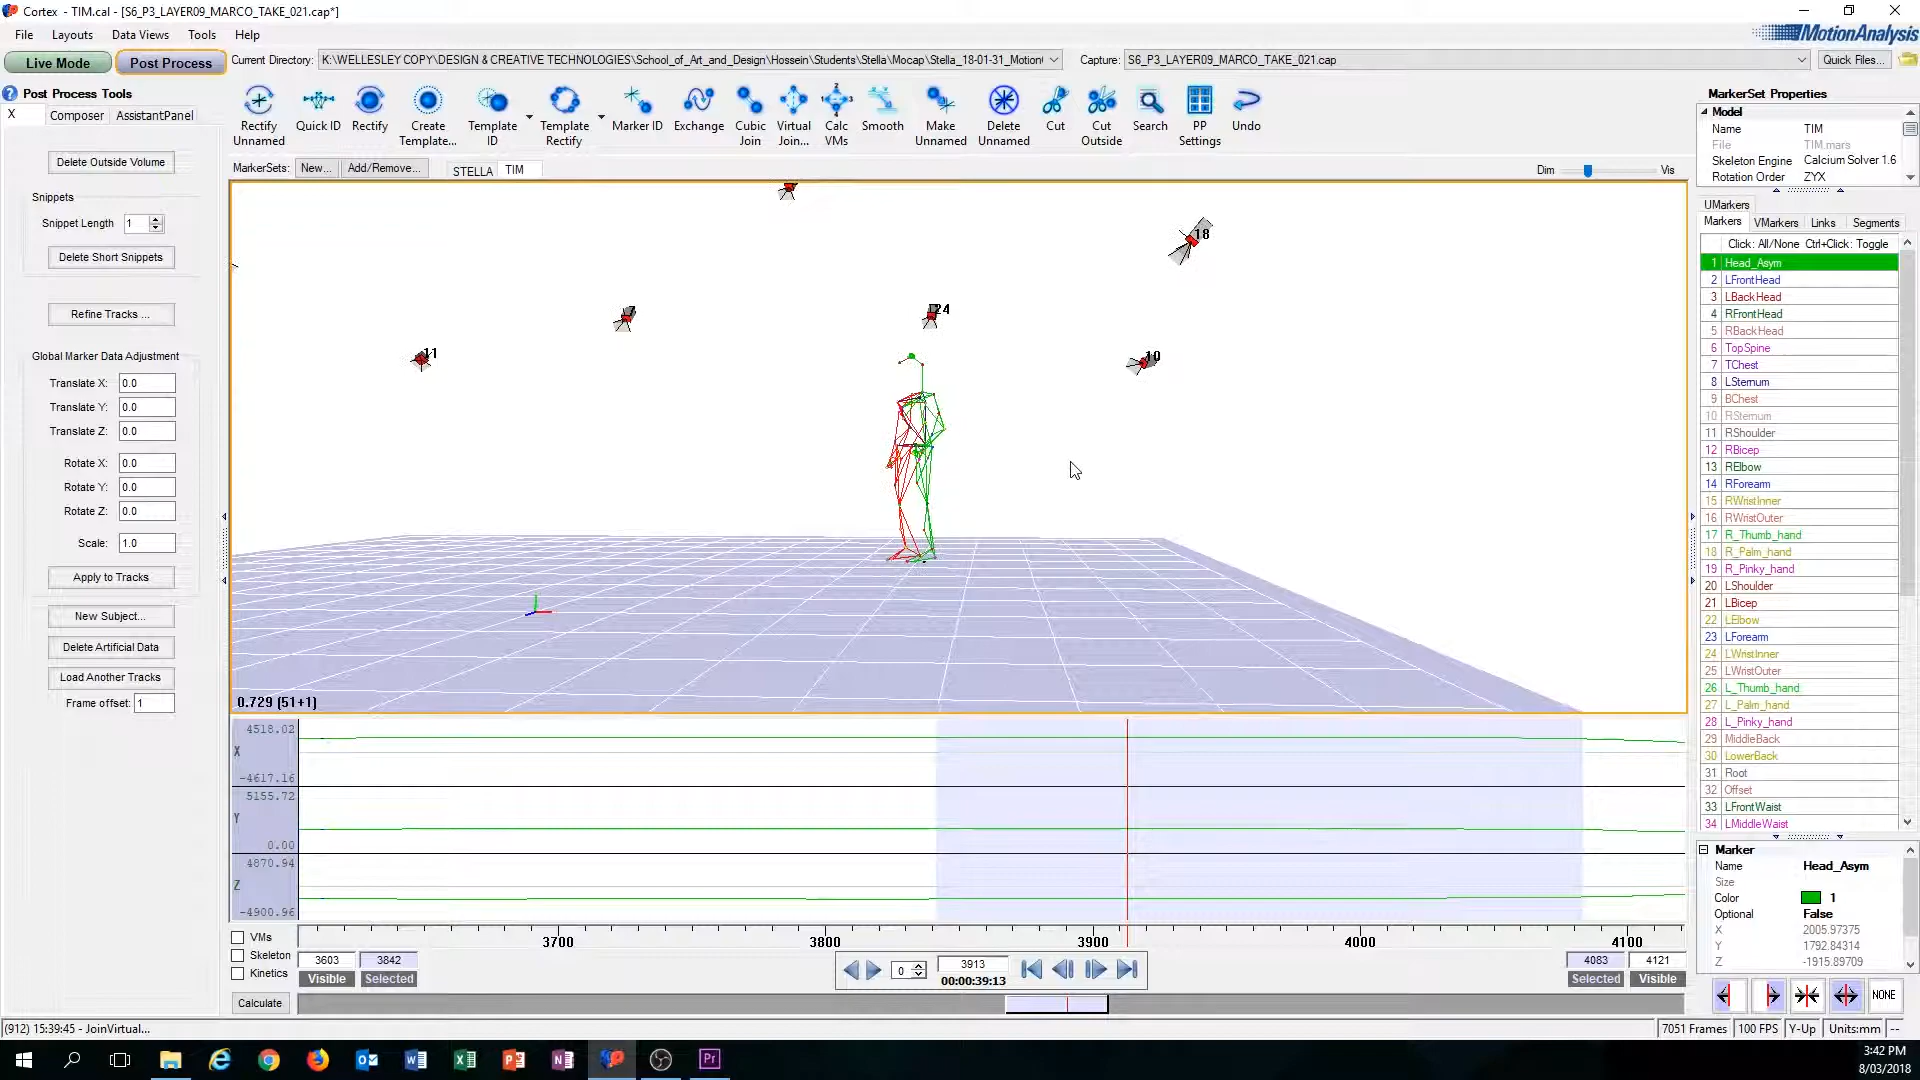 Cortex - TIM.cal - [S6_P3_LAYER09_MARCO_TAKE_021.cap*]
File Layouts Data Views Tools Help
MotionAnalysis
Live Mode Post Process Current Directory: K:\WELLESLEY COPY\DESIGN & CREATIVE TECHNOLOGIES\School_of_Art_and_Design\Hossein\Students\Stella\Mocap\Stella_18-01-31_Motion( Capture: S6_P3_LAYER09_MARCO_TAKE_021.cap Quick Files...
Post Process Tools
X Composer AssistantPanel
Rectify Unnamed
Quick ID
Rectify
Create Template...
Template ID
Template Rectify
Marker ID
Exchange
Cubic Join
Virtual Join...
Calc VMs
Smooth
Make Unnamed
Delete Unnamed
Cut
Cut Outside
Search
PP Settings
Undo
MarkerSets: New... Add/Remove... STELLA TIM
Dim Vis
Delete Outside Volume
Snippets
Snippet Length 1
Delete Short Snippets
Refine Tracks ...
Global Marker Data Adjustment
Translate X: 0.0
Translate Y: 0.0
Translate Z: 0.0
Rotate X: 0.0
Rotate Y: 0.0
Rotate Z: 0.0
Scale: 1.0
Apply to Tracks
New Subject...
Delete Artificial Data
Load Another Tracks
Frame offset: 1
18
7
24
11
10
0.729 (51+1)
4518.02
X
-4617.16
5155.72
Y
0.00
4870.94
Z
-4900.96
VMs
Skeleton
Kinetics
3700 3800 3900 4000 4100
3603 3842
Visible Selected
0 3913
00:00:39:13
4083 4121
Selected Visible
Calculate
MarkerSet Properties
Model
Name TIM
File TIM.mars
Skeleton Engine Calcium Solver 1.6
Rotation Order ZYX
UMarkers
Markers VMarkers Links Segments
Click: All/None Ctrl+Click: Toggle
1 Head_Asym
2 LFrontHead
3 LBackHead
4 RFrontHead
5 RBackHead
6 TopSpine
7 TChest
8 LSternum
9 BChest
10 RSternum
11 RShoulder
12 RBicep
13 RElbow
14 RForearm
15 RWristInner
16 RWristOuter
17 R_Thumb_hand
18 R_Palm_hand
19 R_Pinky_hand
20 LShoulder
21 LBicep
22 LElbow
23 LForearm
24 LWristInner
25 LWristOuter
26 L_Thumb_hand
27 L_Palm_hand
28 L_Pinky_hand
29 MiddleBack
30 LowerBack
31 Root
32 Offset
33 LFrontWaist
34 LMiddleWaist
Marker
Name Head_Asym
Size
Color 1
Optional False
X 2005.97375
Y 1792.84314
Z -1915.89709
NONE
(912) 15:39:45 - JoinVirtual...
7051 Frames 100 FPS Y-Up Units:mm --
3:42 PM
8/03/2018